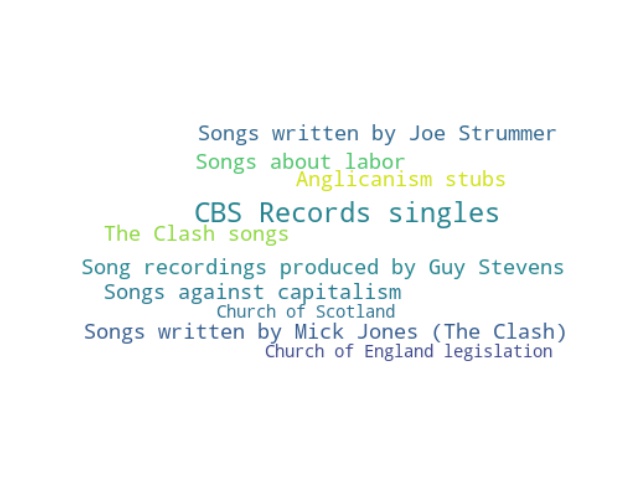 Songs written by Joe Strummer
Songs about labor
Anglicanism stubs
CBS Records singles
The Clash songs
Song recordings produced by Guy Stevens
Songs against capitalism
Church of Scotland
Songs written by Mick Jones (The Clash)
Church of England legislation